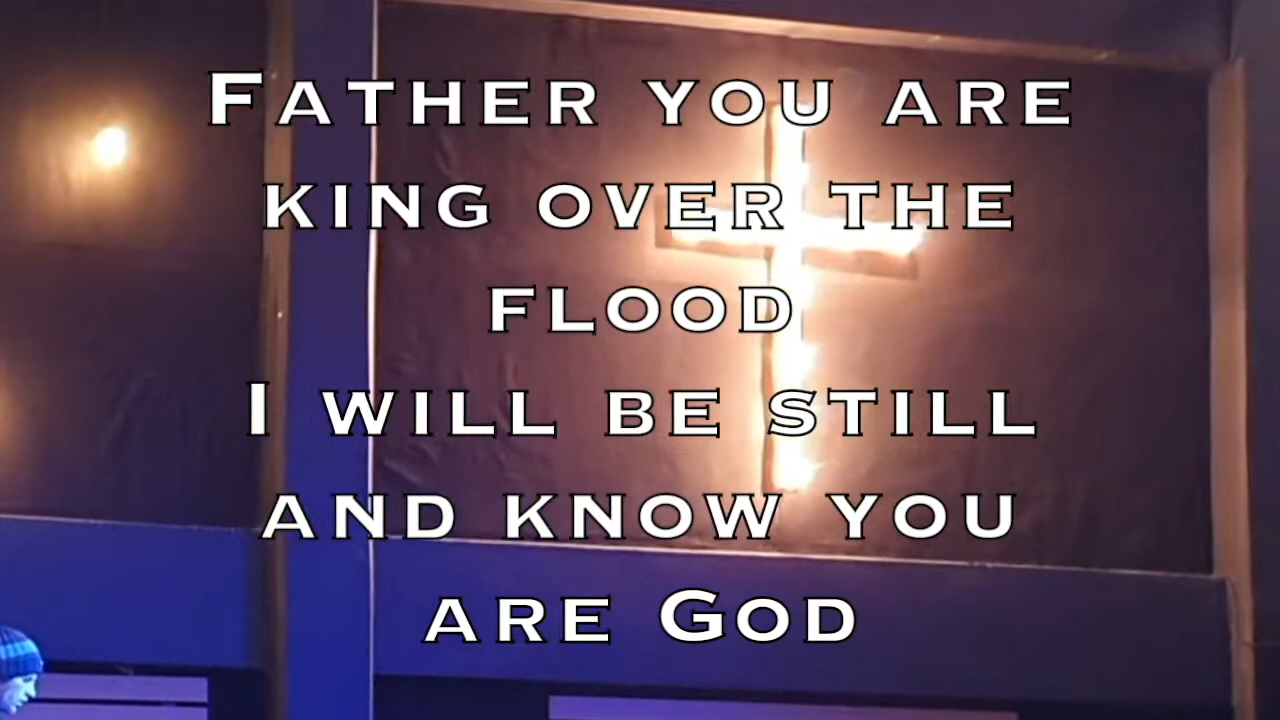 Father you are
king over the
flood
I will be still
and know you
are God